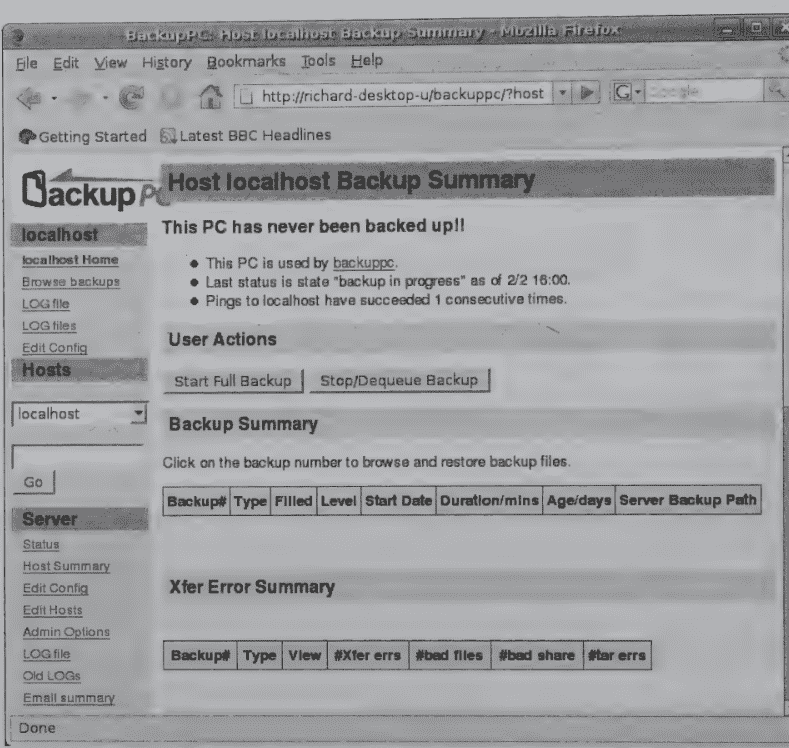 BackupPC: Host localhost Backup Summary - Mozilla Firefox
File Edit View History Bookmarks Tools Help
http://richard-desktop-u/backuppc/?host
G
Google
Getting Started Latest BBC Headlines
BackupPC
Host localhost Backup Summary
This PC has never been backed up!!
This PC is used by backuppc.
Last status is state "backup in progress" as of 2/2 16:00.
Pings to localhost have succeeded 1 consecutive times.
User Actions
Start Full Backup Stop/Dequeue Backup
Backup Summary
Click on the backup number to browse and restore backup files.
Backup# Type Filled Level Start Date Duration/mins Age/days Server Backup Path
Xfer Error Summary
Backup# Type View #Xfer errs #bad files #bad share #tar errs
localhost
localhost Home
Browse backups
LOG file
LOG files
Edit Config
Hosts
localhost
Go
Server
Status
Host Summary
Edit Config
Edit Hosts
Admin Options
LOG file
Old LOGs
Email summary
Done